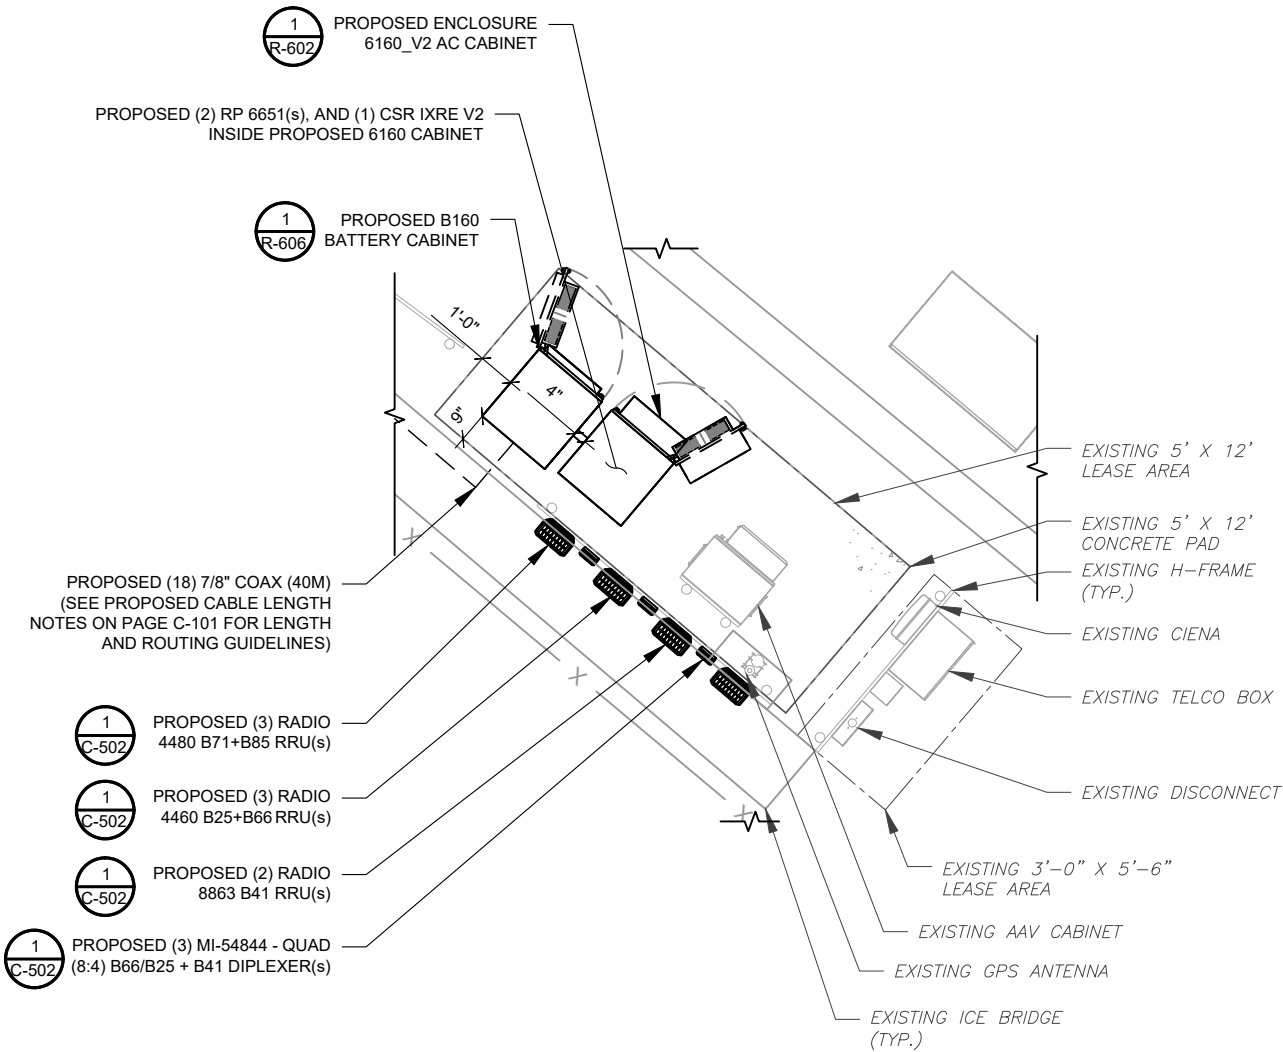 1
R-602
PROPOSED ENCLOSURE
6160_V2 AC CABINET
PROPOSED (2) RP 6651(s), AND (1) CSR IXRE V2
INSIDE PROPOSED 6160 CABINET
1
R-606
PROPOSED B160
BATTERY CABINET
1'-0"
4"
9"
EXISTING 5' X 12'
LEASE AREA
EXISTING 5' X 12'
CONCRETE PAD
EXISTING H-FRAME
(TYP.)
EXISTING CIENA
EXISTING TELCO BOX
EXISTING DISCONNECT
EXISTING 3'-0" X 5'-6"
LEASE AREA
EXISTING AAV CABINET
EXISTING GPS ANTENNA
EXISTING ICE BRIDGE
(TYP.)
PROPOSED (18) 7/8" COAX (40M)
(SEE PROPOSED CABLE LENGTH
NOTES ON PAGE C-101 FOR LENGTH
AND ROUTING GUIDELINES)
1
C-502
PROPOSED (3) RADIO
4480 B71+B85 RRU(s)
1
C-502
PROPOSED (3) RADIO
4460 B25+B66 RRU(s)
1
C-502
PROPOSED (2) RADIO
8863 B41 RRU(s)
1
C-502
PROPOSED (3) MI-54844 - QUAD
(8:4) B66/B25 + B41 DIPLEXER(s)
X
X
X